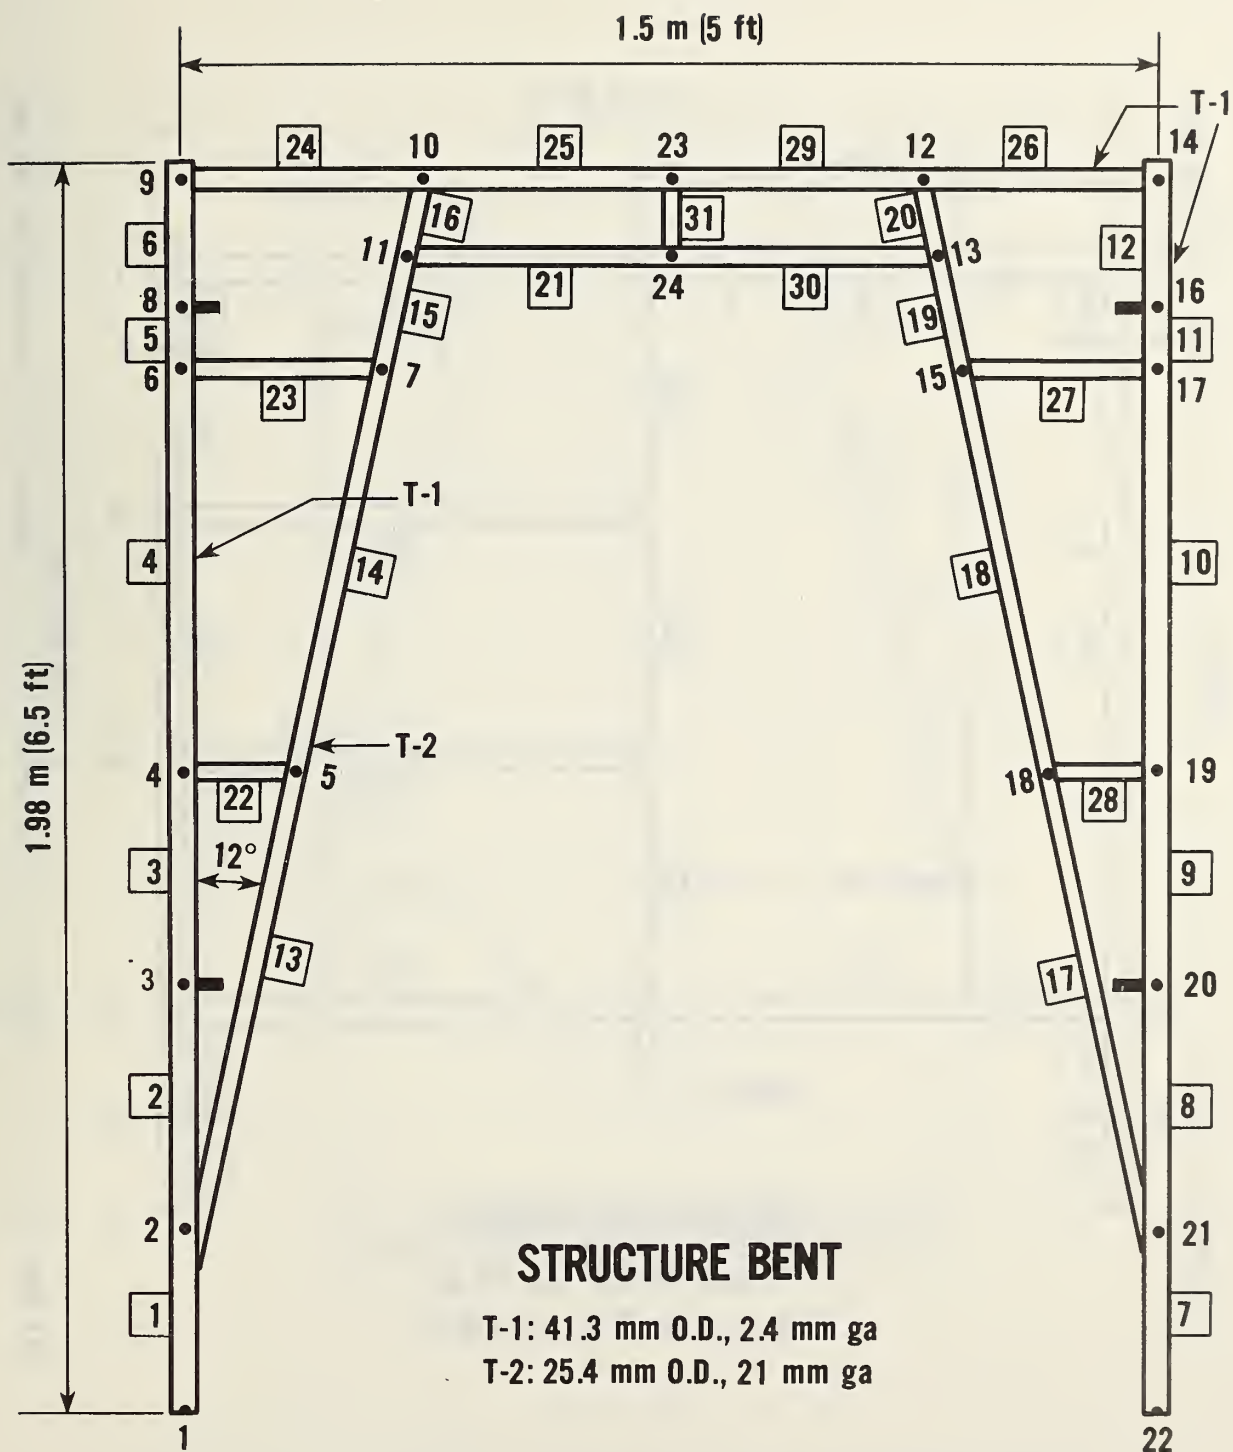 1.5 m (5 ft)
T-1
24 10 25 23 29 12 26 14
9
16 31 20
6 11 13 12
21 24 30
8 15 19 16
5 11
6 7 15 17
23 27
T-1
4 14 18 10
1.98 m (6.5 ft)
T-2
4 5 18 19
22 28
12°
3 9
13 17
3 20
2 8
2 21
STRUCTURE BENT
1 7
T-1: 41.3 mm O.D., 2.4 mm ga
T-2: 25.4 mm O.D., 21 mm ga
1 22